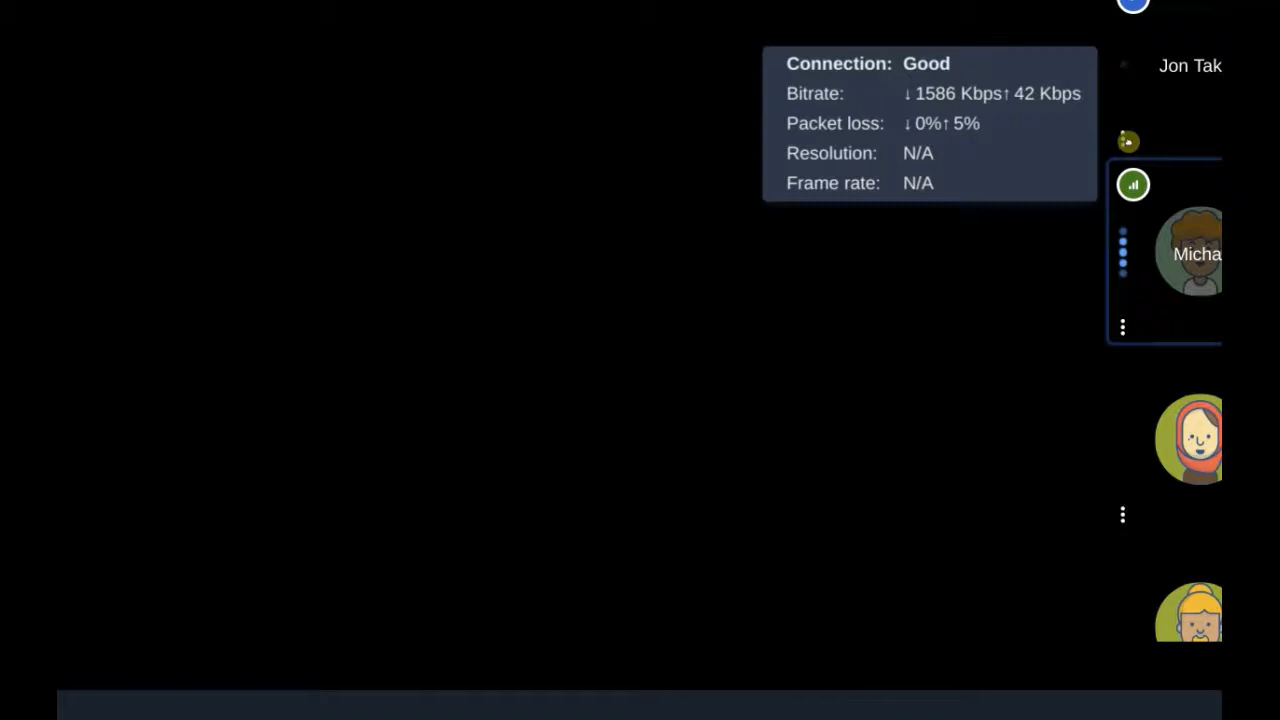 Connection: Good
Bitrate: ↓ 1586 Kbps↑ 42 Kbps
Packet loss: ↓ 0%↑ 5%
Resolution: N/A
Frame rate: N/A
Jon Tak
Micha